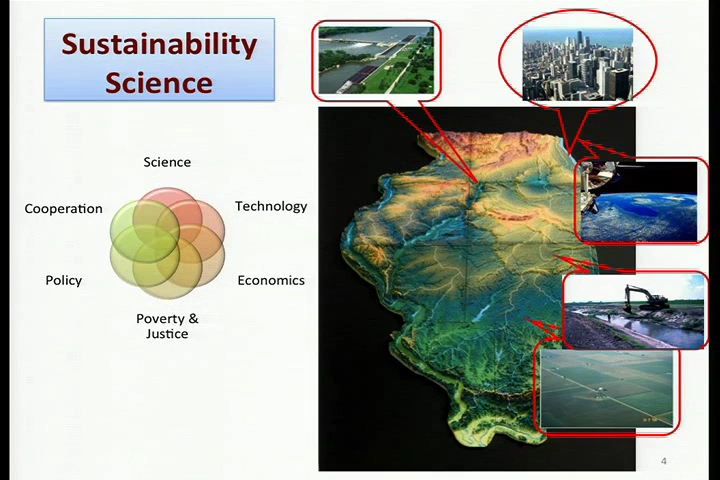 Sustainability
Science
Science
Cooperation
Technology
Policy
Economics
Poverty &
Justice
4